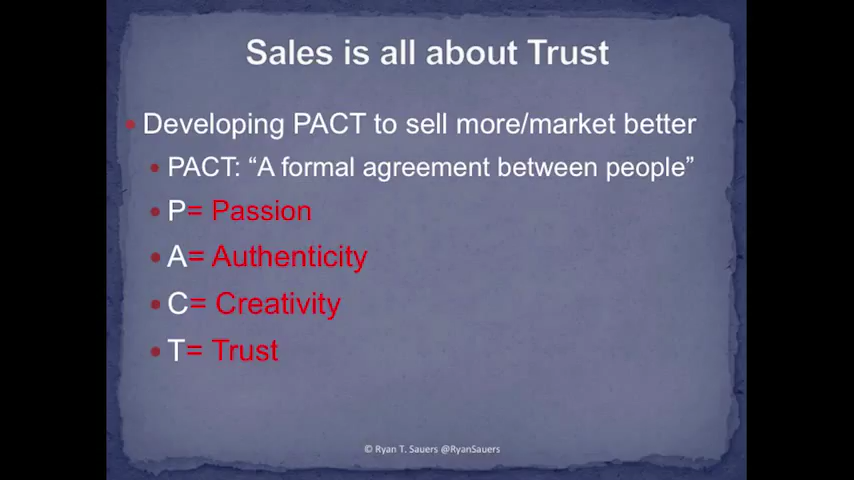 Sales is all about Trust
Developing PACT to sell more/market better
PACT: “A formal agreement between people”
P= Passion
A= Authenticity
C= Creativity
T= Trust
© Ryan T. Sauers @RyanSauers